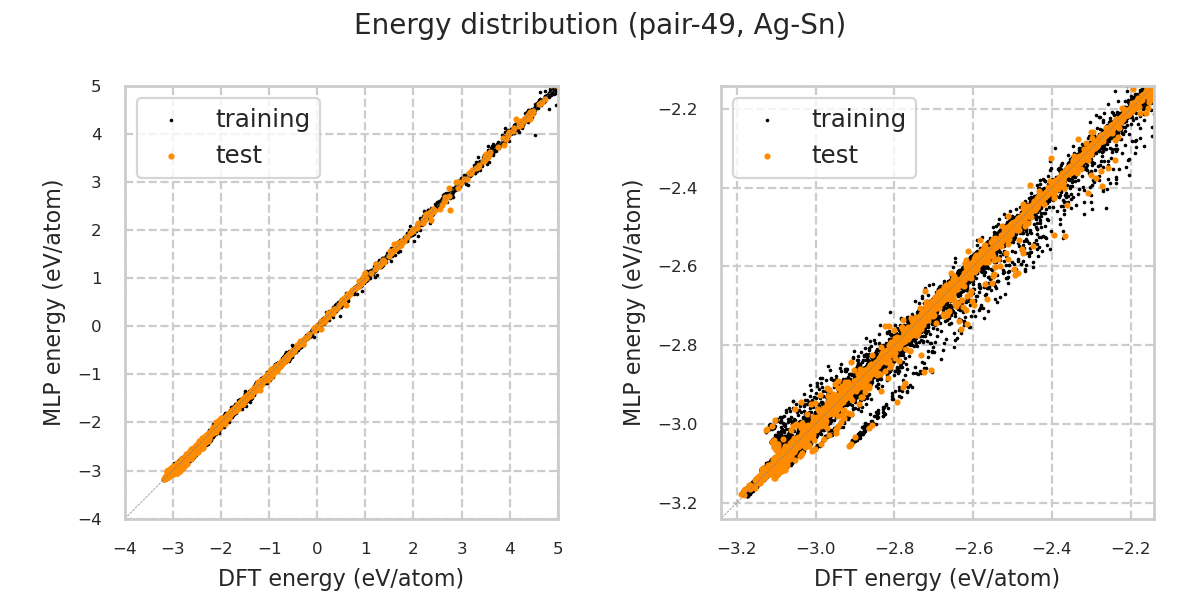 Energy distribution (pair-49, Ag-Sn)
training
test
5
4
3
2
1
0
−1
−2
−3
−4
−4 −3 −2 −1 0 1 2 3 4 5
MLP energy (eV/atom)
DFT energy (eV/atom)
training
test
−2.2
−2.4
−2.6
−2.8
−3.0
−3.2
−3.2 −3.0 −2.8 −2.6 −2.4 −2.2
MLP energy (eV/atom)
DFT energy (eV/atom)